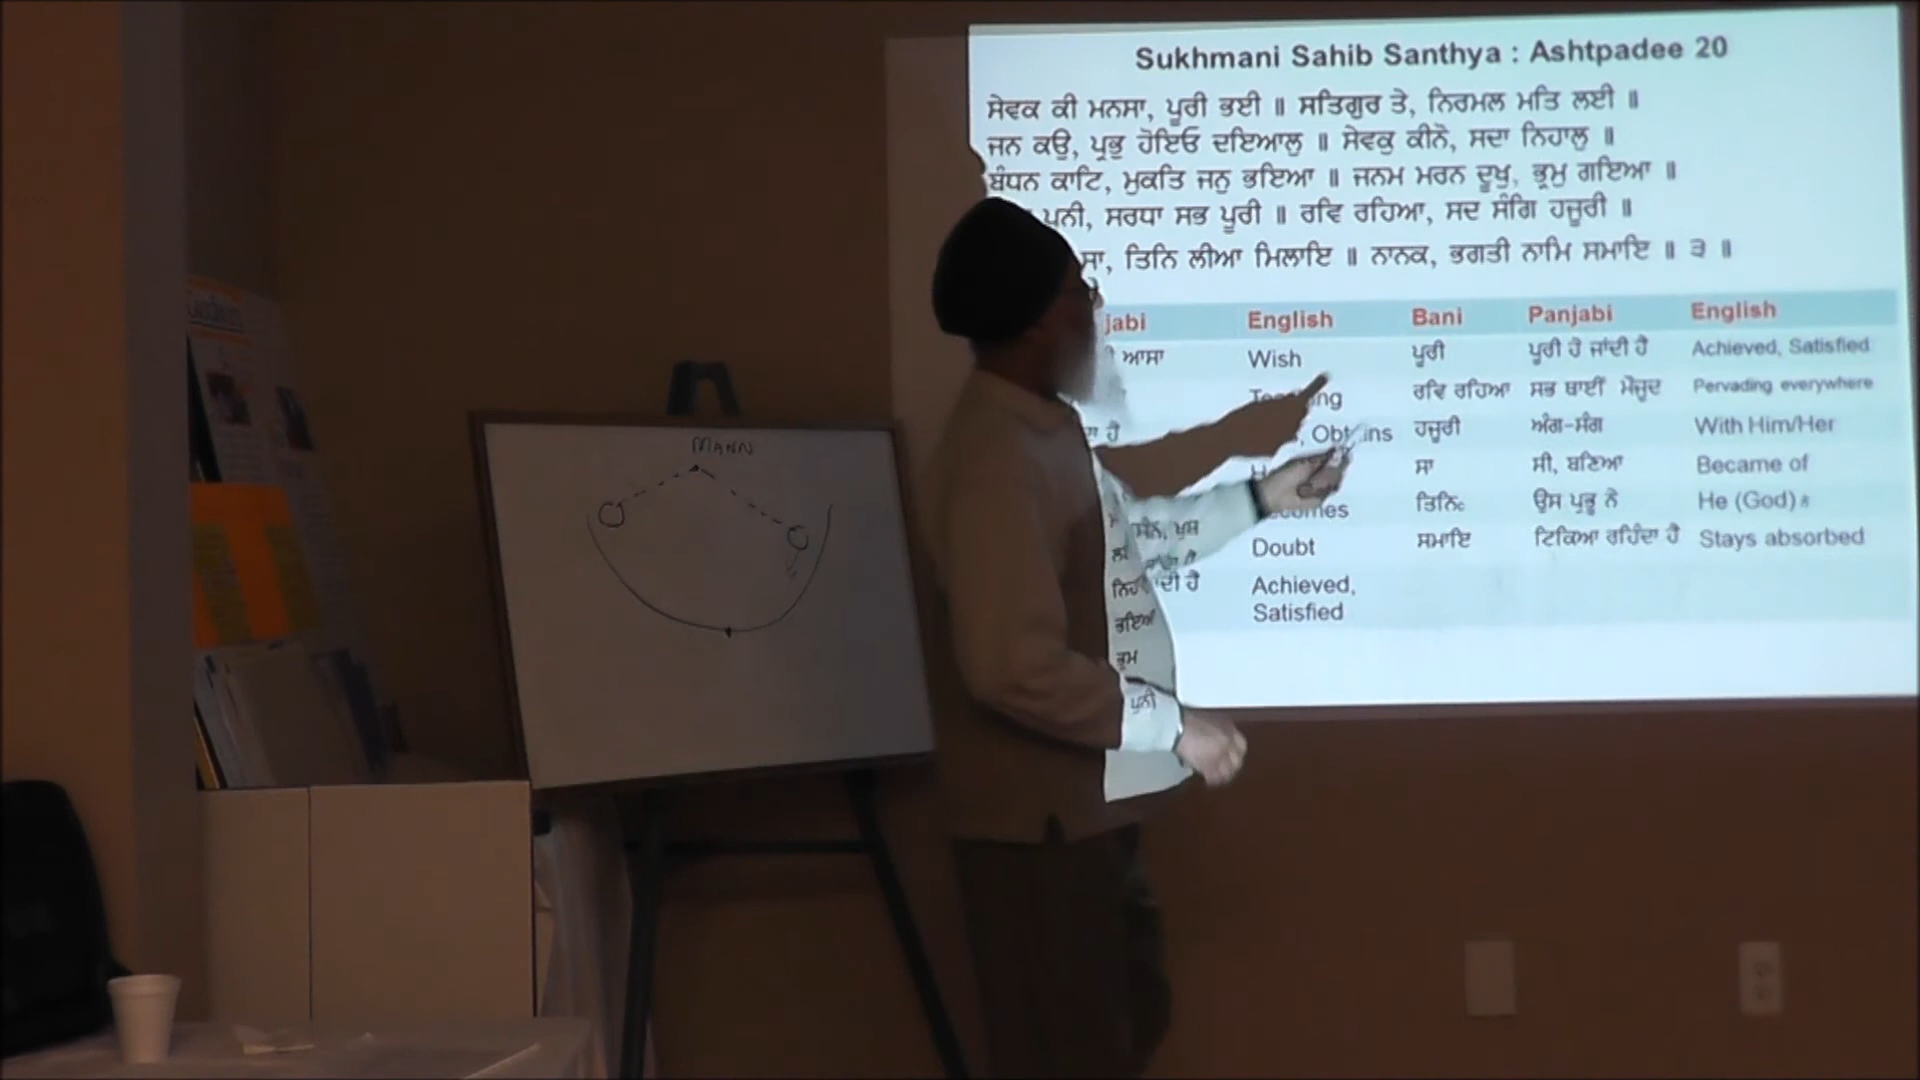 Sukhmani Sahib Santhya : Ashtpadee 20
ਸੇਵਕ ਕੀ ਮਨਸਾ, ਪੂਰੀ ਭਈ ॥ ਸਤਿਗੁਰ ਤੇ, ਨਿਰਮਲ ਮਤਿ ਲਈ ॥
ਜਨ ਕਉ, ਪ੍ਰਭੁ ਹੋਇਓ ਦਇਆਲੁ ॥ ਸੇਵਕੁ ਕੀਨੋ, ਸਦਾ ਨਿਹਾਲੁ ॥
ਬੰਧਨ ਕਾਟਿ, ਮੁਕਤਿ ਜਨੁ ਭਇਆ ॥ ਜਨਮ ਮਰਨ ਦੂਖੁ, ਭ੍ਰਮੁ ਗਇਆ ॥
ਪੁਨੀ, ਸਰਧਾ ਸਭ ਪੂਰੀ ॥ ਰਵਿ ਰਹਿਆ, ਸਦ ਸੰਗਿ ਹਜੂਰੀ ॥
ਸਾ, ਤਿਨਿ ਲੀਆ ਮਿਲਾਇ ॥ ਨਾਨਕ, ਭਗਤੀ ਨਾਮਿ ਸਮਾਇ ॥ ੩ ॥
jabi English Bani Panjabi English
ਆਸਾ Wish ਪੂਰੀ ਪੂਰੀ ਹੋ ਜਾਂਦੀ ਹੈ Achieved, Satisfied
ਰਵਿ ਰਹਿਆ ਸਭ ਥਾਈਂ ਮੌਜੂਦ Pervading everywhere
ਹਜੂਰੀ ਅੰਗ-ਸੰਗ With Him/Her
ਸਾ ਸੀ, ਬਣਿਆ Became of
ਤਿਨਿ ਉਸ ਪ੍ਰਭੂ ਨੇ He (God)
Doubt ਸਮਾਇ ਟਿਕਿਆ ਰਹਿੰਦਾ ਹੈ Stays absorbed
Achieved,
Satisfied
ਭ੍ਰਮੁ
ਪੁਨੀ
MANN